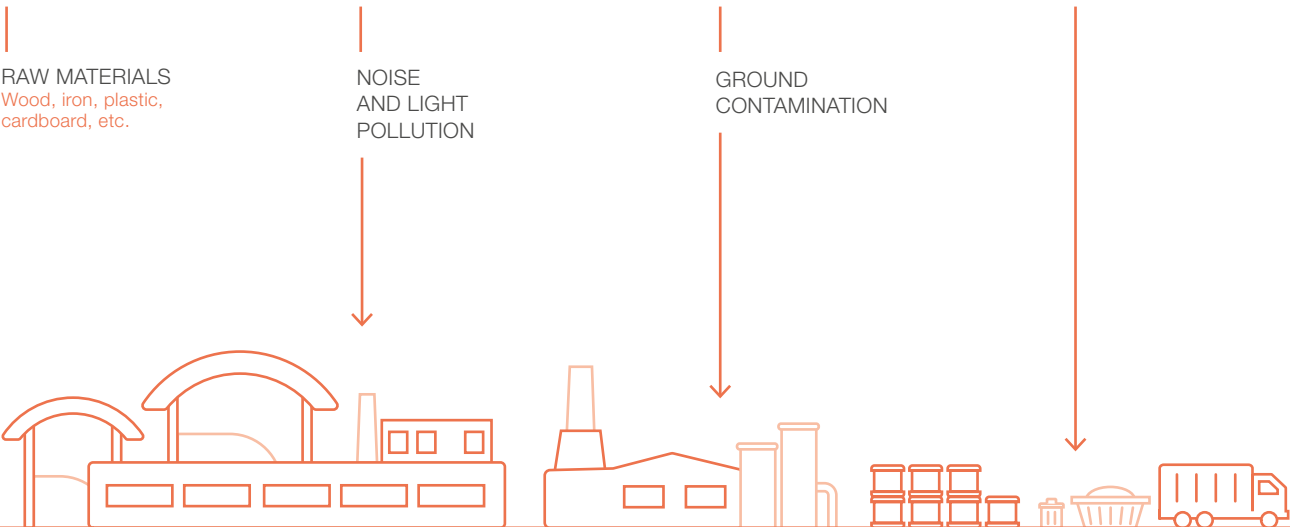 RAW MATERIALS
Wood, iron, plastic,
cardboard, etc.
NOISE
AND LIGHT
POLLUTION
GROUND
CONTAMINATION